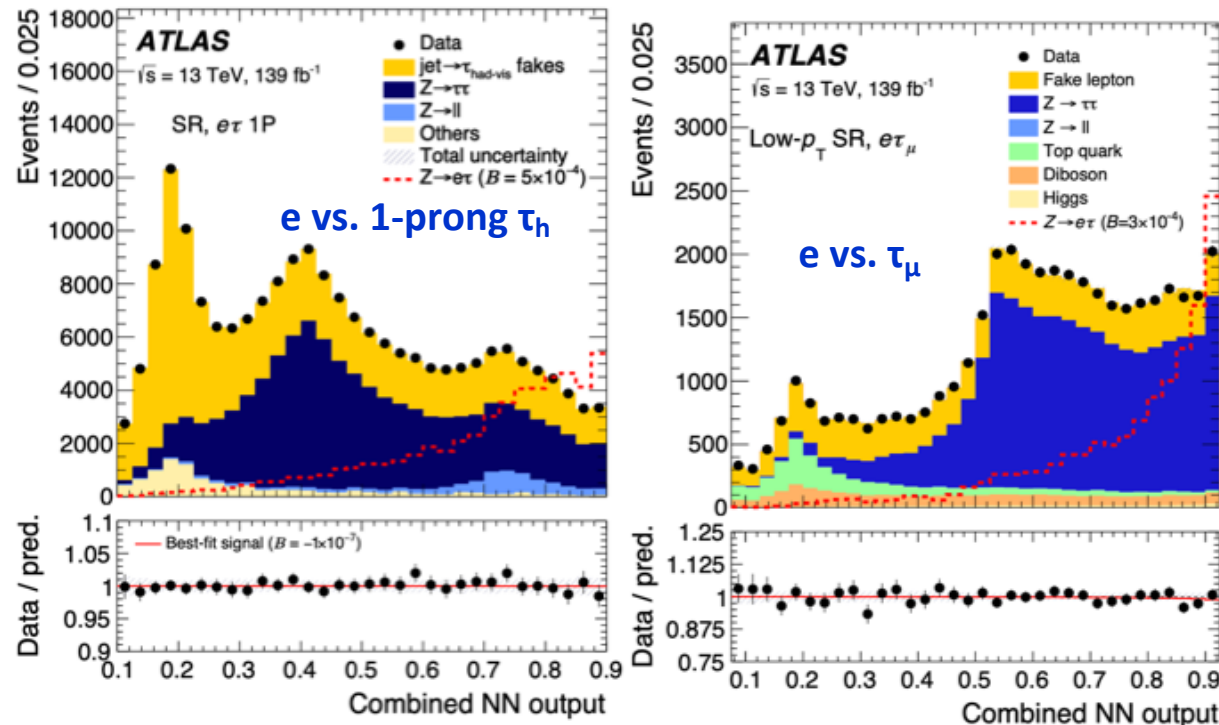 ATLAS
√s = 13 TeV, 139 fb⁻¹
SR, eτ 1P
Data
jet→τhad-vis fakes
Z→ττ
Z→ll
Others
Total uncertainty
Z→eτ (B = 5×10⁻⁴)
e vs. 1-prong τh
Events / 0.025
18000
16000
14000
12000
10000
8000
6000
4000
2000
0
Data / pred.
1.1
1.05
1
0.95
0.9
Best-fit signal (B = −1×10⁻⁷)
0.1 0.2 0.3 0.4 0.5 0.6 0.7 0.8 0.9
Combined NN output
ATLAS
√s = 13 TeV, 139 fb⁻¹
Low-pT SR, eτμ
Data
Fake lepton
Z → ττ
Z → ll
Top quark
Diboson
Higgs
Z→eτ (B=3×10⁻⁴)
e vs. τμ
Events / 0.025
3500
3000
2500
2000
1500
1000
500
0
Data / pred.
1.25
1.125
1
0.875
0.75
0.1 0.2 0.3 0.4 0.5 0.6 0.7 0.8 0.9
Combined NN output